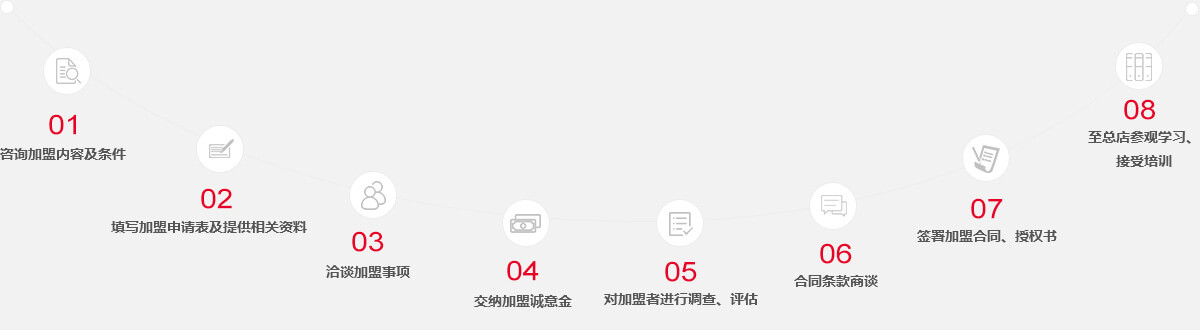 01
咨询加盟内容及条件
02
填写加盟申请表及提供相关资料
03
洽谈加盟事项
04
交纳加盟诚意金
05
对加盟者进行调查、评估
06
合同条款商谈
07
签署加盟合同、授权书
08
至总店参观学习、
接受培训